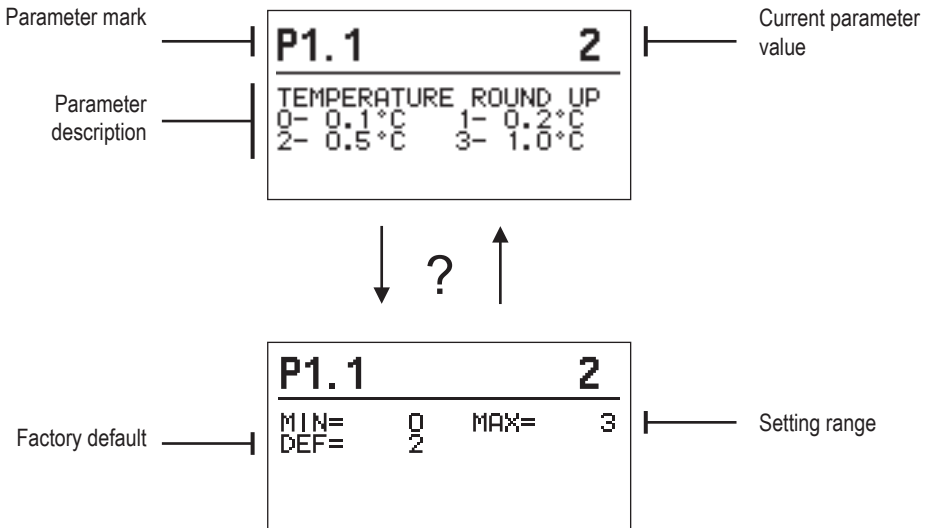 Parameter mark
P1.1 2
Current parameter
value
Parameter
description
TEMPERATURE ROUND UP
0- 0.1°C 1- 0.2°C
2- 0.5°C 3- 1.0°C
?
P1.1 2
MIN= 0 MAX= 3
DEF= 2
Factory default
Setting range